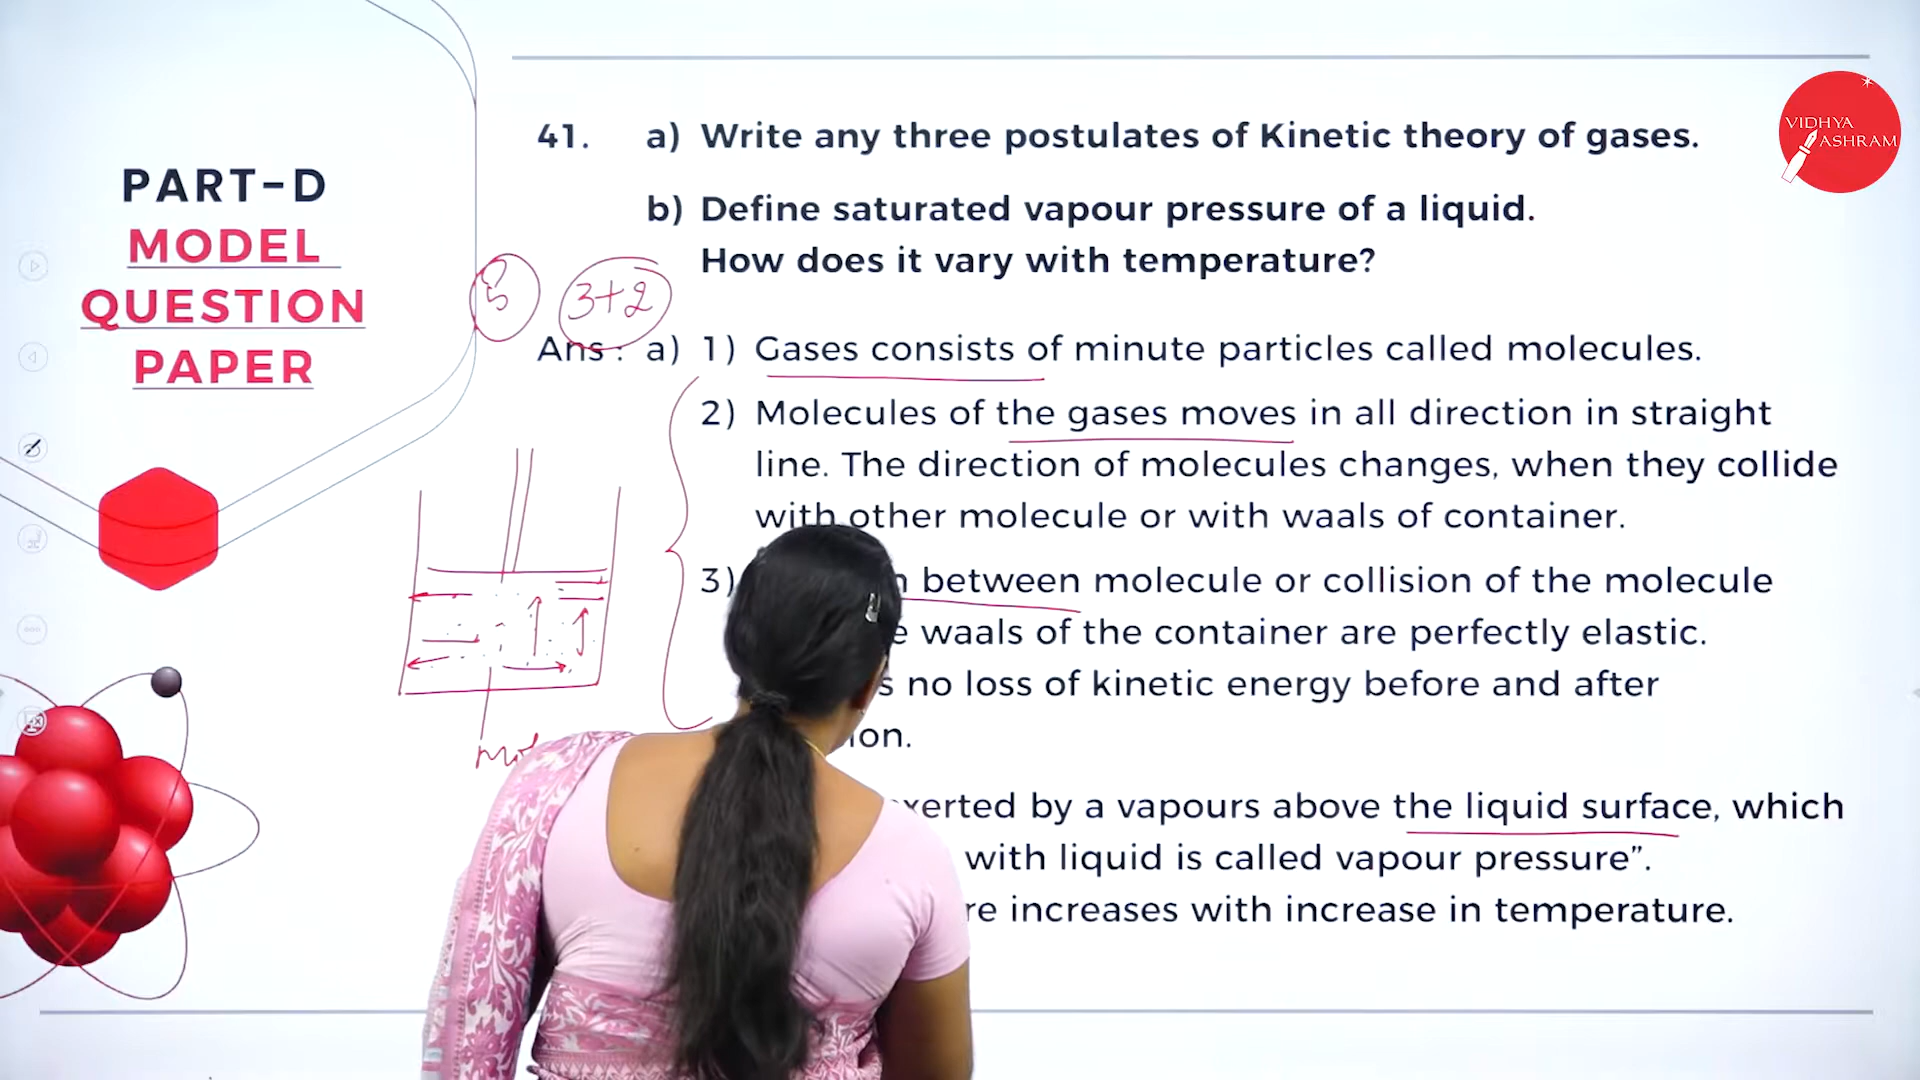 PART-D
MODEL
QUESTION
PAPER
VIDHYA
ASHRAM
41. a) Write any three postulates of Kinetic theory of gases.
b) Define saturated vapour pressure of a liquid.
How does it vary with temperature?
5 3+2
Ans : a) 1) Gases consists of minute particles called molecules.
2) Molecules of the gases moves in all direction in straight
line. The direction of molecules changes, when they collide
with other molecule or with waals of container.
3) between molecule or collision of the molecule
waals of the container are perfectly elastic.
no loss of kinetic energy before and after
by a vapours above the liquid surface, which
with liquid is called vapour pressure”.
increases with increase in temperature.